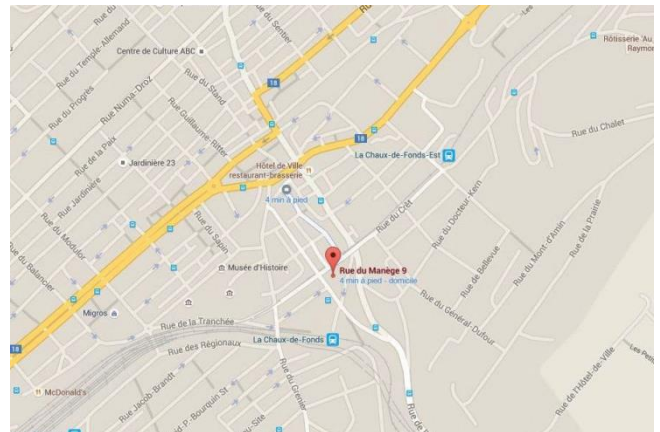 Rue du Temple-Allemand
Centre de Culture ABC
Rue du Sentier
18
Rôtisserie 'Au
Raymon
Rue du Progrès
Rue Numa-Droz
Rue du Stand
Rue de la Paix
Rue Guillaume-Ritter
18
Rue du Chalet
Jardinière 23
Hôtel de Ville
restaurant-brasserie
4 min à pied
La Chaux-de-Fonds-Est
Rue Jardinière
Rue du Modulor
Rue du Balancier
Rue du Sapin
Rue du Crêt
Rue du Docteur-Kern
Rue de Bellevue
Rue du Mont-d'Amin
Rue de la Prairie
Musée d'Histoire
Rue du Manège 9
4 min à pied - domicile
Rue du Général-Dufour
Migros
Rue de la Tranchée
La Chaux-de-Fonds
18
Rue des Régionaux
McDonald's
Rue Jacob-Brandt
Rue du Grenier
Rue de l'Hôtel-de-Ville